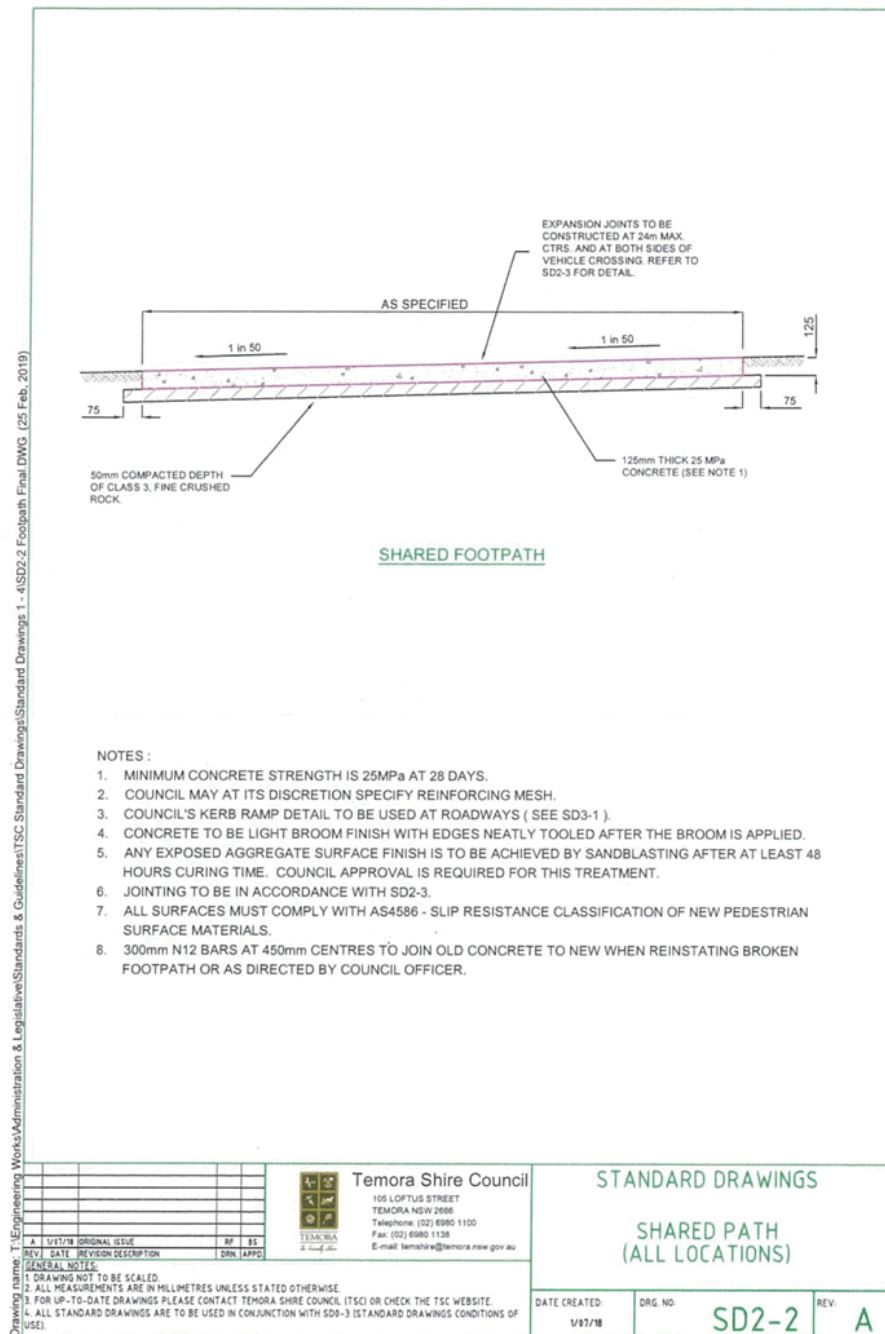 EXPANSION JOINTS TO BE
CONSTRUCTED AT 24m MAX.
CTRS. AND AT BOTH SIDES OF
VEHICLE CROSSING. REFER TO
SD2-3 FOR DETAIL.
AS SPECIFIED
1 in 50
1 in 50
125
75
75
50mm COMPACTED DEPTH
OF CLASS 3, FINE CRUSHED
ROCK.
125mm THICK 25 MPa
CONCRETE (SEE NOTE 1)
SHARED FOOTPATH
NOTES :
1. MINIMUM CONCRETE STRENGTH IS 25MPa AT 28 DAYS.
2. COUNCIL MAY AT ITS DISCRETION SPECIFY REINFORCING MESH.
3. COUNCIL'S KERB RAMP DETAIL TO BE USED AT ROADWAYS ( SEE SD3-1 ).
4. CONCRETE TO BE LIGHT BROOM FINISH WITH EDGES NEATLY TOOLED AFTER THE BROOM IS APPLIED.
5. ANY EXPOSED AGGREGATE SURFACE FINISH IS TO BE ACHIEVED BY SANDBLASTING AFTER AT LEAST 48
HOURS CURING TIME. COUNCIL APPROVAL IS REQUIRED FOR THIS TREATMENT.
6. JOINTING TO BE IN ACCORDANCE WITH SD2-3.
7. ALL SURFACES MUST COMPLY WITH AS4586 - SLIP RESISTANCE CLASSIFICATION OF NEW PEDESTRIAN
SURFACE MATERIALS.
8. 300mm N12 BARS AT 450mm CENTRES TO JOIN OLD CONCRETE TO NEW WHEN REINSTATING BROKEN
FOOTPATH OR AS DIRECTED BY COUNCIL OFFICER.
Drawing name: T:\Engineering Works\Administration & Legislative\Standards & Guidelines\TSC Standard Drawings\Standard Drawings 1 - 4\SD2-2 Footpath Final.DWG (25 Feb, 2019)
A 1/07/18 ORIGINAL ISSUE RF BS
REV. DATE REVISION DESCRIPTION DRN. APPD.
GENERAL NOTES:
1. DRAWING NOT TO BE SCALED.
2. ALL MEASUREMENTS ARE IN MILLIMETRES UNLESS STATED OTHERWISE.
3. FOR UP-TO-DATE DRAWINGS PLEASE CONTACT TEMORA SHIRE COUNCIL (TSC) OR CHECK THE TSC WEBSITE.
4. ALL STANDARD DRAWINGS ARE TO BE USED IN CONJUNCTION WITH SD0-3 (STANDARD DRAWINGS CONDITIONS OF
USE).
TEMORA
Temora Shire Council
105 LOFTUS STREET
TEMORA NSW 2666
Telephone: (02) 6980 1100
Fax: (02) 6980 1138
E-mail: temshire@temora.nsw.gov.au
STANDARD DRAWINGS
SHARED PATH
(ALL LOCATIONS)
DATE CREATED:
1/07/18
DRG. NO:
SD2-2
REV:
A